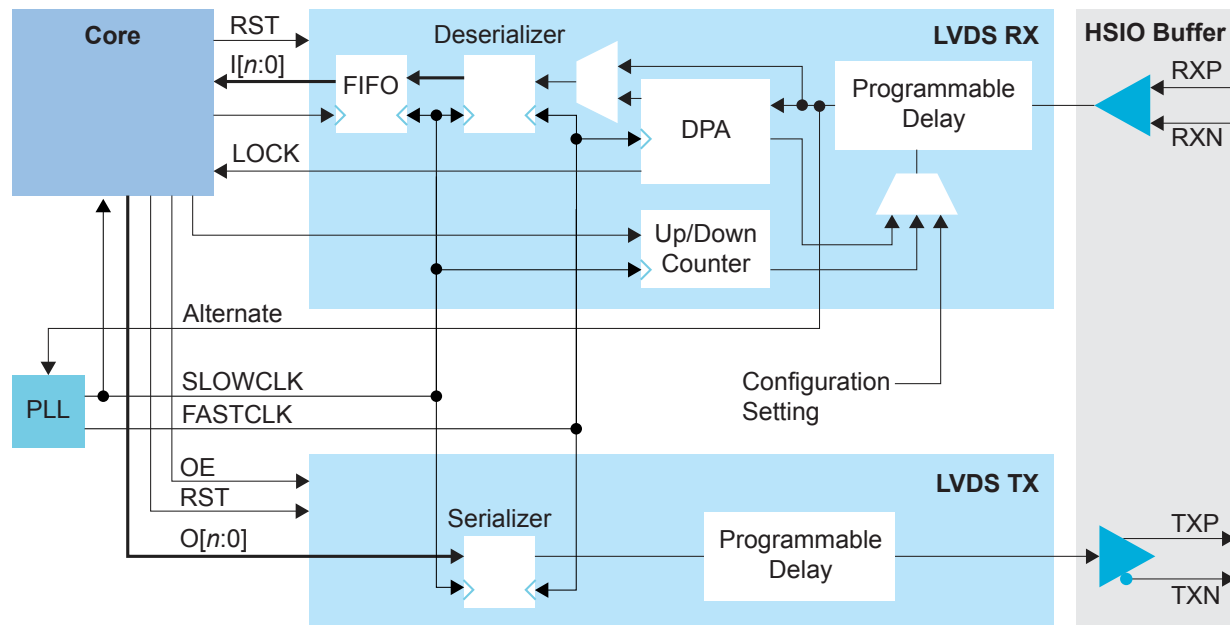 Core
RST
I[n:0]
LOCK
Deserializer
FIFO
LVDS RX
DPA
Programmable
Delay
Up/Down
Counter
HSIO Buffer
RXP
RXN
Alternate
PLL
SLOWCLK
FASTCLK
Configuration
Setting
OE
RST
O[n:0]
LVDS TX
Serializer
Programmable
Delay
TXP
TXN